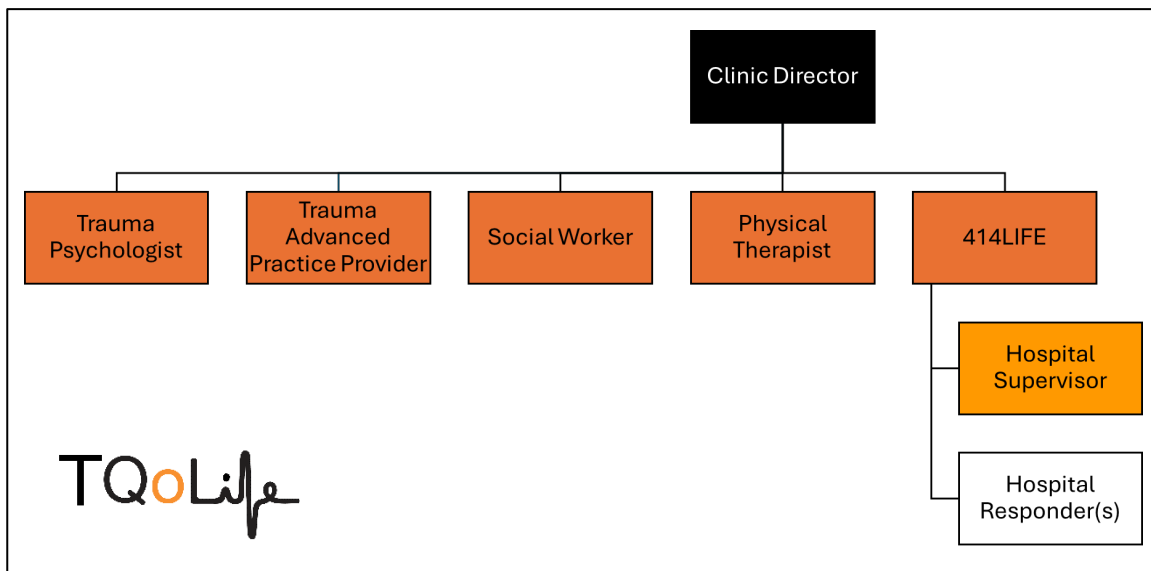 Clinic Director
Trauma
Psychologist
Trauma
Advanced
Practice Provider
Social Worker
Physical
Therapist
414LIFE
Hospital
Supervisor
Hospital
Responder(s)
TQoLife